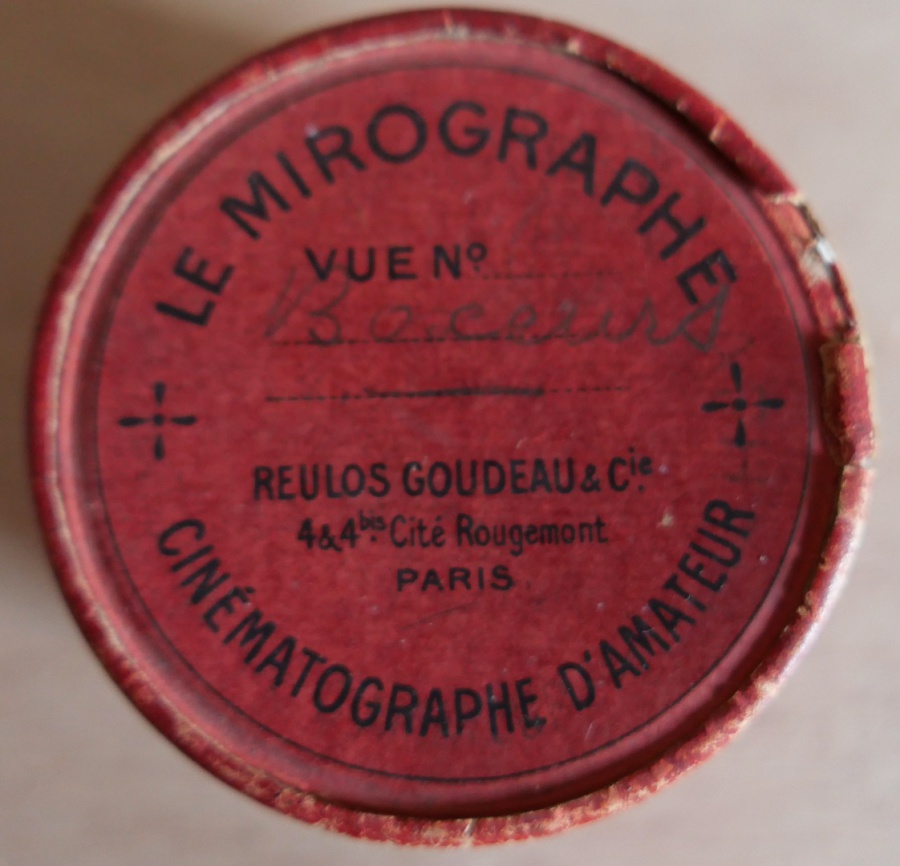 LE MIROGRAPHE
VUE Nº
Boxeurs
REULOS GOUDEAU & Cie.
4 & 4bis. Cité Rougemont
PARIS.
CINÉMATOGRAPHE D'AMATEUR